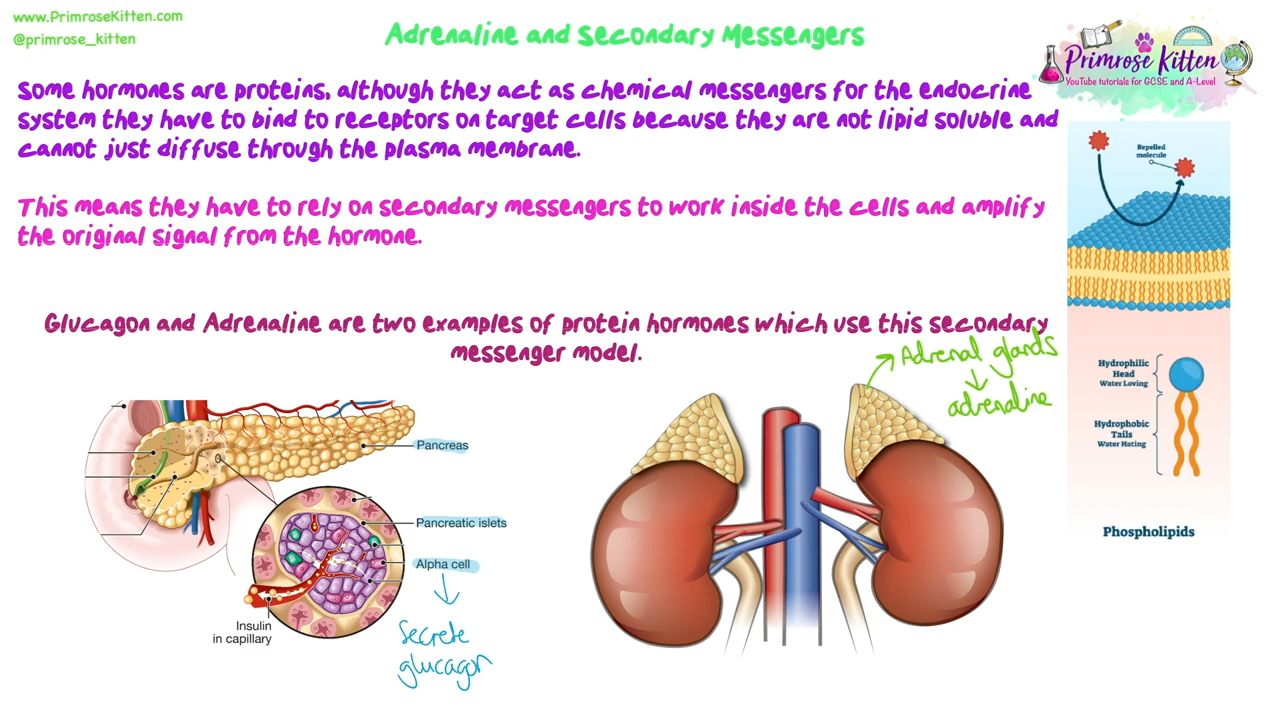 www.PrimroseKitten.com
@primrose_kitten
Adrenaline and Secondary Messengers
Primrose Kitten
YouTube tutorials for GCSE and A-Level
Some hormones are proteins, although they act as chemical messengers for the endocrine
system they have to bind to receptors on target cells because they are not lipid soluble and
cannot just diffuse through the plasma membrane.
This means they have to rely on secondary messengers to work inside the cells and amplify
the original signal from the hormone.
Glucagon and Adrenaline are two examples of protein hormones which use this secondary
messenger model.
Repelled
molecule
Hydrophilic
Head
Water Loving
Hydrophobic
Tails
Water Hating
Phospholipids
Adrenal glands
adrenaline
Pancreas
Pancreatic islets
Alpha cell
Secrete
glucagon
Insulin
in capillary